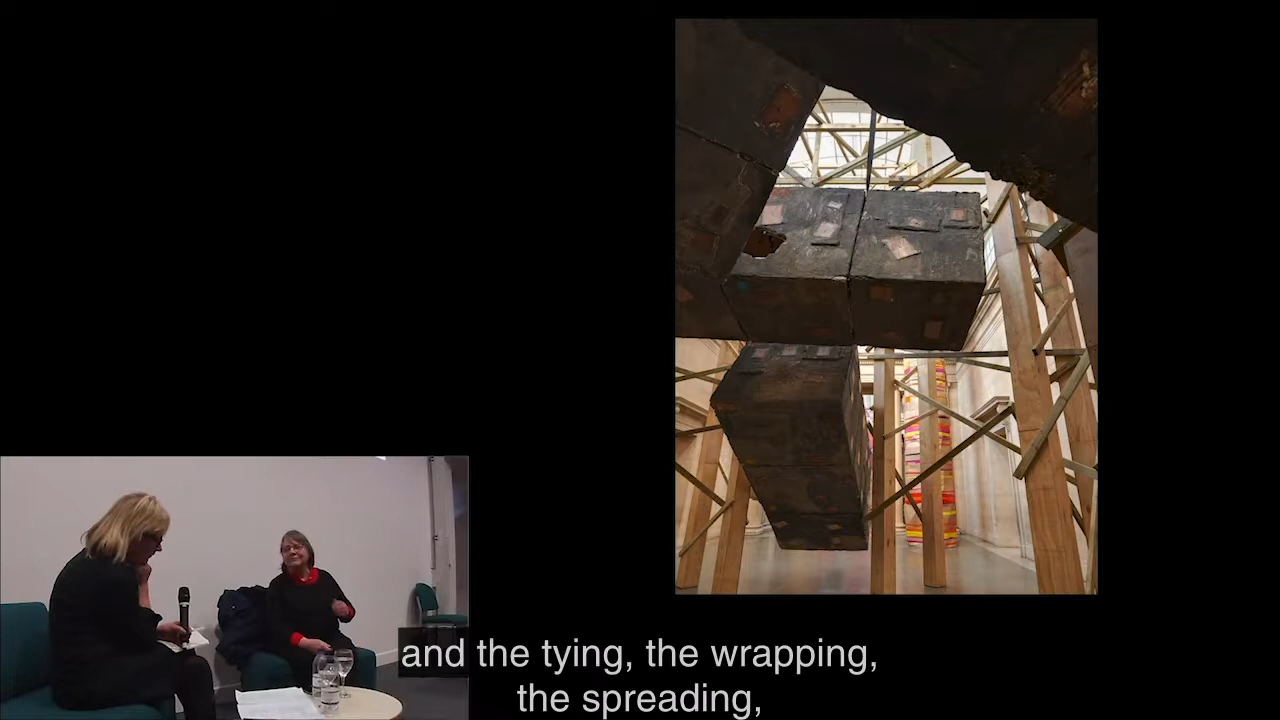 and the tying, the wrapping,
the spreading,